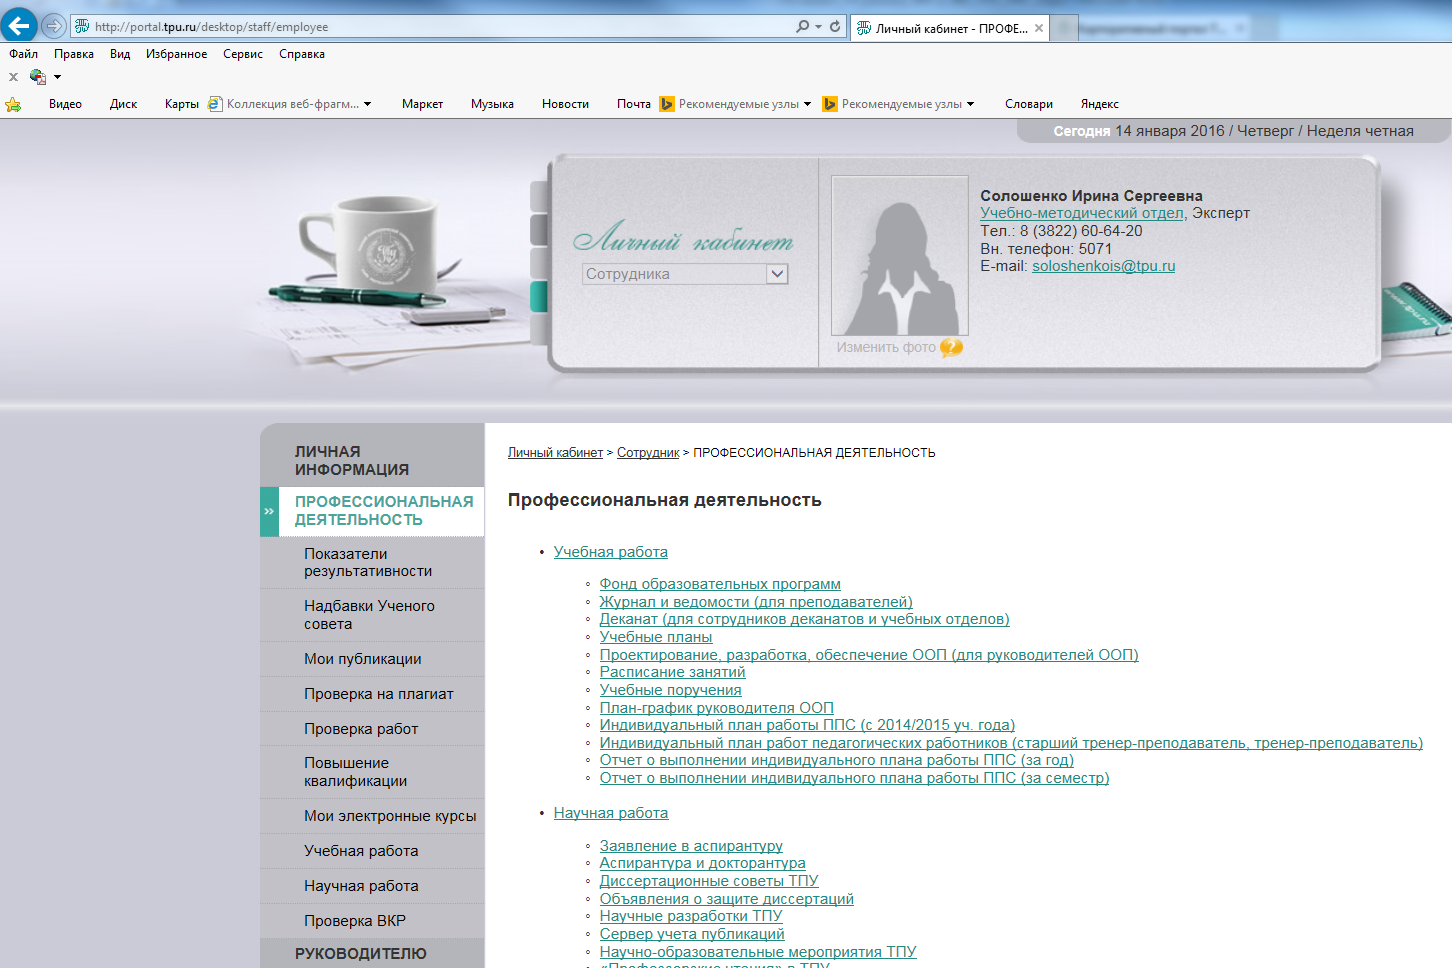 http://portal.tpu.ru/desktop/staff/employee
Личный кабинет - ПРОФЕ...
Файл Правка Вид Избранное Сервис Справка
Видео Диск Карты Коллекция веб-фрагм... Маркет Музыка Новости Почта Рекомендуемые узлы Рекомендуемые узлы Словари Яндекс
Сегодня 14 января 2016 / Четверг / Неделя четная
Личный кабинет
Сотрудника
Солошенко Ирина Сергеевна
Учебно-методический отдел, Эксперт
Тел.: 8 (3822) 60-64-20
Вн. телефон: 5071
E-mail: soloshenkois@tpu.ru
Изменить фото ?
ЛИЧНАЯ
ИНФОРМАЦИЯ
ПРОФЕССИОНАЛЬНАЯ
ДЕЯТЕЛЬНОСТЬ
Показатели
результативности
Надбавки Ученого
совета
Мои публикации
Проверка на плагиат
Проверка работ
Повышение
квалификации
Мои электронные курсы
Учебная работа
Научная работа
Проверка ВКР
РУКОВОДИТЕЛЮ
Личный кабинет > Сотрудник > ПРОФЕССИОНАЛЬНАЯ ДЕЯТЕЛЬНОСТЬ
Профессиональная деятельность
• Учебная работа
◦ Фонд образовательных программ
◦ Журнал и ведомости (для преподавателей)
◦ Деканат (для сотрудников деканатов и учебных отделов)
◦ Учебные планы
◦ Проектирование, разработка, обеспечение ООП (для руководителей ООП)
◦ Расписание занятий
◦ Учебные поручения
◦ План-график руководителя ООП
◦ Индивидуальный план работы ППС (с 2014/2015 уч. года)
◦ Индивидуальный план работ педагогических работников (старший тренер-преподаватель, тренер-преподаватель)
◦ Отчет о выполнении индивидуального плана работы ППС (за год)
◦ Отчет о выполнении индивидуального плана работы ППС (за семестр)
• Научная работа
◦ Заявление в аспирантуру
◦ Аспирантура и докторантура
◦ Диссертационные советы ТПУ
◦ Объявления о защите диссертаций
◦ Научные разработки ТПУ
◦ Сервер учета публикаций
◦ Научно-образовательные мероприятия ТПУ
◦ «Профессорские чтения» в ТПУ